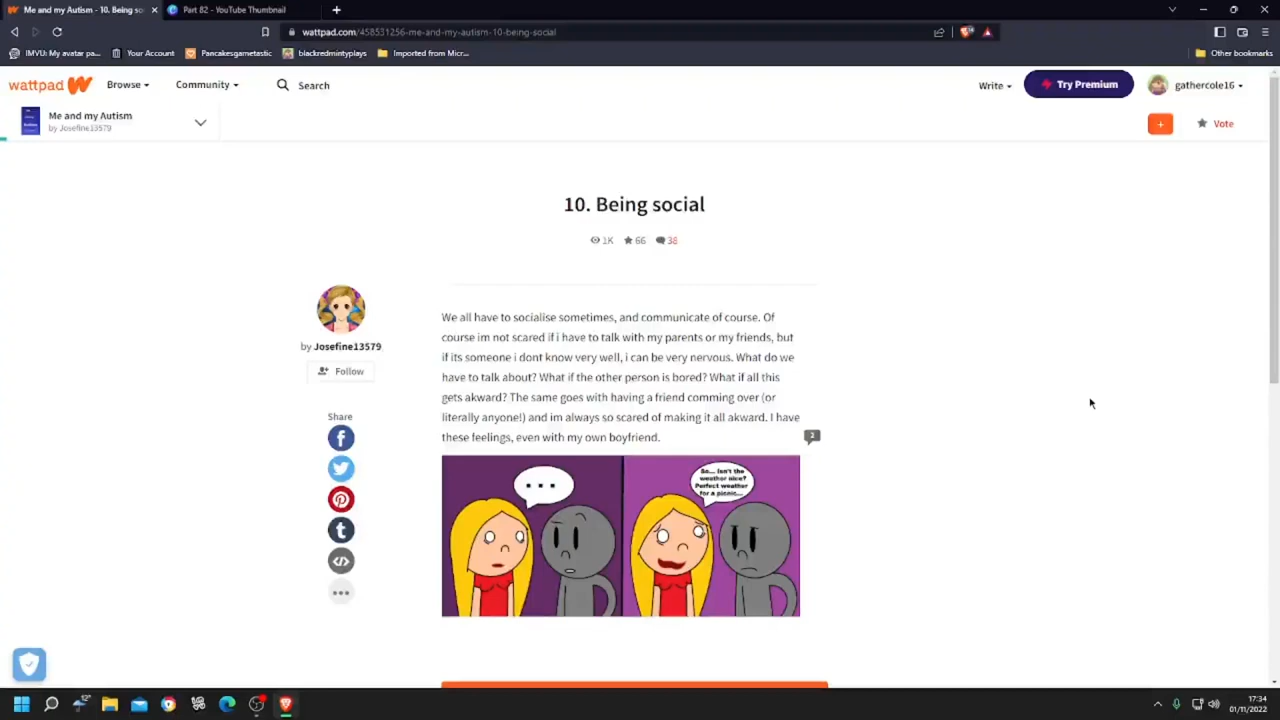 Me and my Autism - 10. Being so
Part 82 - YouTube Thumbnail
wattpad.com/458531256-me-and-my-autism-10-being-social
IMVU: My avatar pa...
Your Account
Pancakesgametastic
blackredmintyplays
Imported from Micr...
Other bookmarks
wattpad
Browse
Community
Search
Write
Try Premium
gathercole16
Me and my Autism
by Josefine13579
+
Vote
10. Being social
1K
66
38
We all have to socialise sometimes, and communicate of course. Of
course im not scared if i have to talk with my parents or my friends, but
if its someone i dont know very well, i can be very nervous. What do we
have to talk about? What if the other person is bored? What if all this
gets akward? The same goes with having a friend comming over (or
literally anyone!) and im always so scared of making it all akward. I have
these feelings, even with my own boyfriend.
by Josefine13579
Follow
Share
...
So... Isn't the
weather nice?
Perfect weather
for a picnic...
17:34
01/11/2022